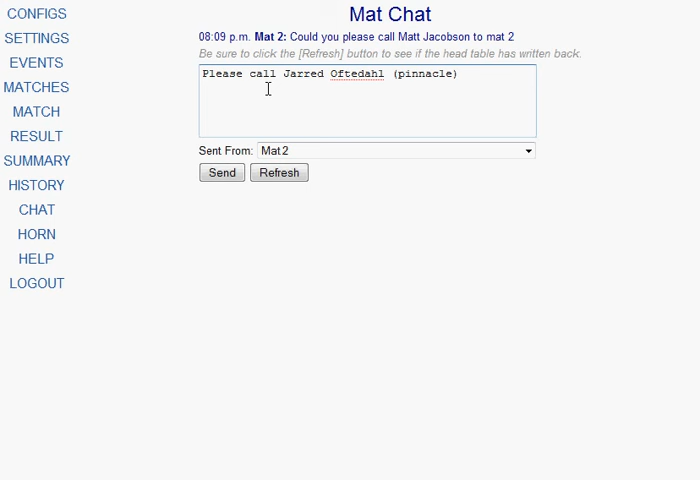 CONFIGS
SETTINGS
EVENTS
MATCHES
MATCH
RESULT
SUMMARY
HISTORY
CHAT
HORN
HELP
LOGOUT
Mat Chat
08:09 p.m. Mat 2: Could you please call Matt Jacobson to mat 2
Be sure to click the [Refresh] button to see if the head table has written back.
Please call Jarred Oftedahl (pinnacle)
Sent From: Mat 2
Send Refresh